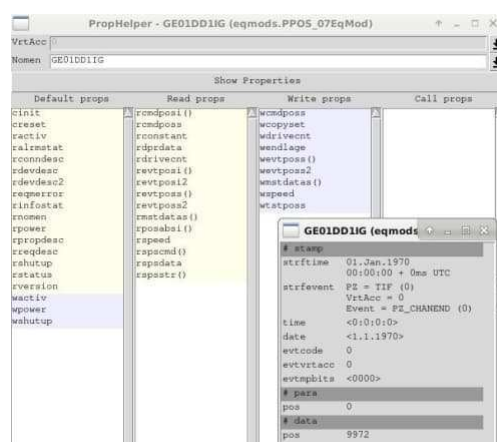 PropHelper - GE01DD1IG (eqmods.PPOS_07EqMod)
VrtAcc 0
Nomen GE01DD1IG
Show Properties
Default props
cinit
creset
ractiv
ralrmstat
rconndesc
rdevdesc
rdevdesc2
reqmerror
rinfostat
rnomen
rpower
rpropdesc
rreqdesc
rshutup
rstatus
rversion
wactiv
wpower
wshutup
Read props
rcmdposi()
rcmdposs
rconstant
rdprdata
rdrivecnt
revtposi()
revtposi2
revtposs()
revtposs2
rmstdatas()
rposabsi()
rspeed
rspscmd()
rspsdata
rspsstr()
Write props
wcmdposs
wcopyset
wdrivecnt
wendlage
wevtposs()
wevtposs2
wmstdatas()
wspeed
wtstposs
Call props
GE01DD1IG (eqmods
# stamp
strftime 01.Jan.1970
00:00:00 + 0ms UTC
strfevent PZ = TIF (0)
VrtAcc = 0
Event = PZ_CHANEND (0)
time <0:0:0:0>
date <1.1.1970>
evtcode 0
evtvrtacc 0
evtmpbits <0000>
# para
pos 0
# data
pos 9972